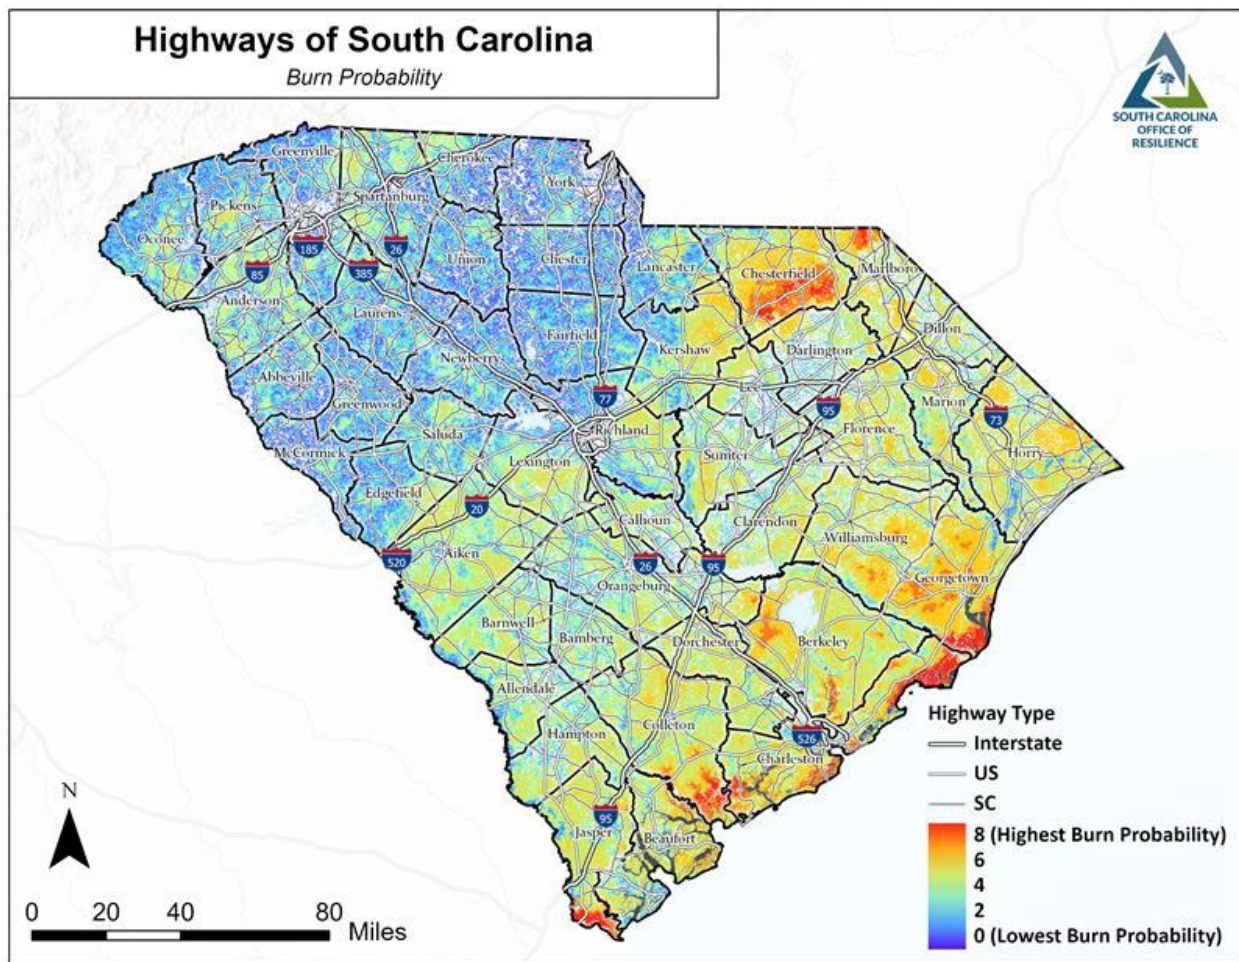 Highways of South Carolina
Burn Probability
SOUTH CAROLINA
OFFICE OF
RESILIENCE
Greenville
Cherokee
York
Pickens
Spartanburg
Oconee
185
26
85
385
Union
Chester
Lancaster
Chesterfield
Marlboro
Anderson
Laurens
Fairfield
Dillon
Newberry
Kershaw
Darlington
Abbeville
Greenwood
77
Lee
95
Marion
73
Saluda
Richland
Florence
McCormick
Lexington
Sumter
Horry
Edgefield
20
Calhoun
Clarendon
Williamsburg
520
Aiken
26
95
Orangeburg
Georgetown
Barnwell
Bamberg
Dorchester
Berkeley
Allendale
Hampton
Colleton
526
Charleston
95
Jasper
Beaufort
Highway Type
Interstate
US
SC
8 (Highest Burn Probability)
6
4
2
0 (Lowest Burn Probability)
N
0 20 40 80
Miles